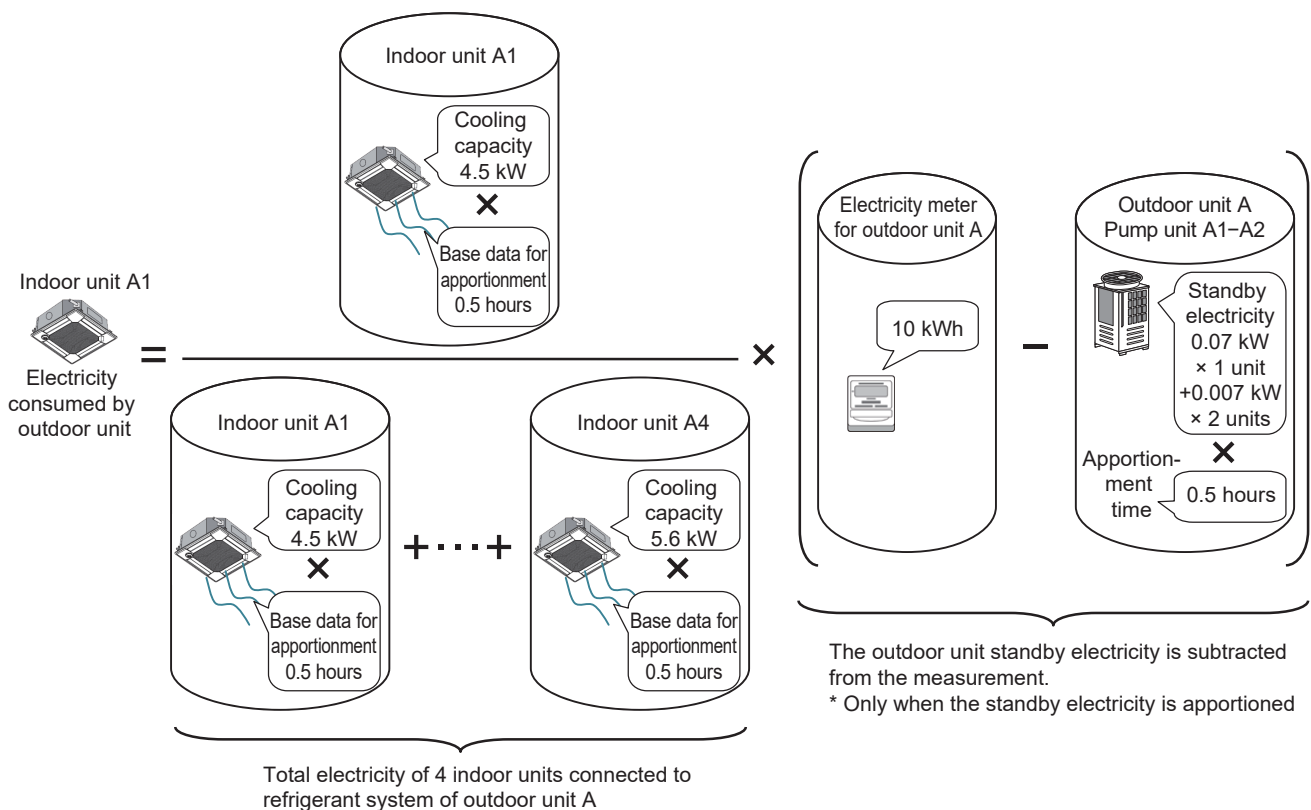 Indoor unit A1
Cooling
capacity
4.5 kW
×
Base data for
apportionment
0.5 hours
Indoor unit A1
=
Electricity
consumed by
outdoor unit
Indoor unit A1
Cooling
capacity
4.5 kW
×
Base data for
apportionment
0.5 hours
+····+
Indoor unit A4
Cooling
capacity
5.6 kW
×
Base data for
apportionment
0.5 hours
Total electricity of 4 indoor units connected to
refrigerant system of outdoor unit A
×
Electricity meter
for outdoor unit A
10 kWh
−
Outdoor unit A
Pump unit A1−A2
Standby
electricity
0.07 kW
× 1 unit
+0.007 kW
× 2 units
×
Apportion-
ment
time
0.5 hours
The outdoor unit standby electricity is subtracted
from the measurement.
* Only when the standby electricity is apportioned